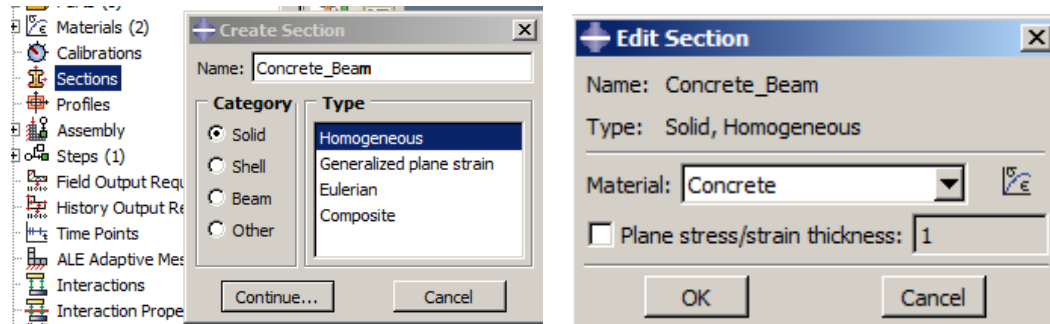 Materials (2)
Calibrations
Sections
Profiles
Assembly
Steps (1)
Field Output Requ
History Output Re
Time Points
ALE Adaptive Mes
Interactions
Interaction Prope
Create Section
Name: Concrete_Beam
Category
Solid
Shell
Beam
Other
Type
Homogeneous
Generalized plane strain
Eulerian
Composite
Continue...
Cancel
Edit Section
Name: Concrete_Beam
Type: Solid, Homogeneous
Material: Concrete
Plane stress/strain thickness: 1
OK
Cancel